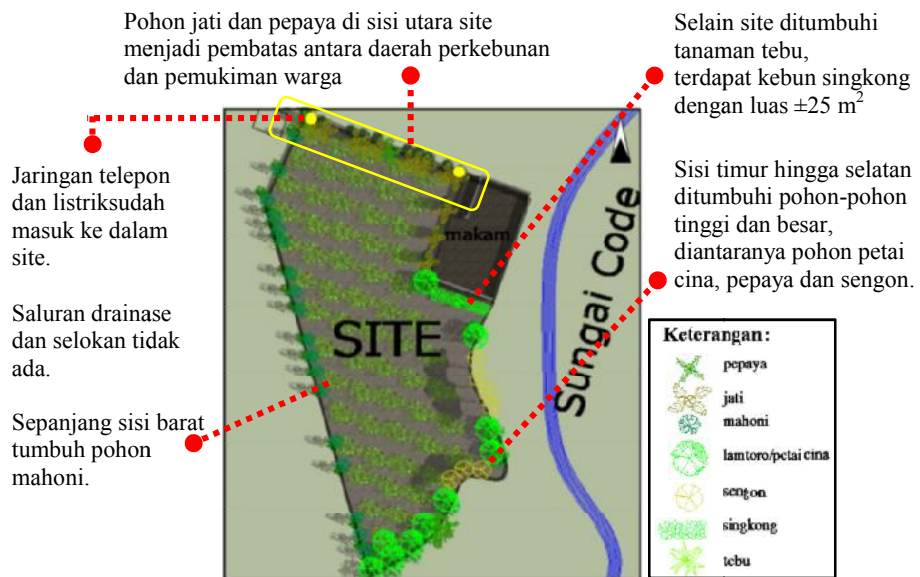 Pohon jati dan pepaya di sisi utara site
menjadi pembatas antara daerah perkebunan
dan pemukiman warga
Selain site ditumbuhi
tanaman tebu,
terdapat kebun singkong
dengan luas ±25 m²
Jaringan telepon
dan listriksudah
masuk ke dalam
site.
Saluran drainase
dan selokan tidak
ada.
Sepanjang sisi barat
tumbuh pohon
mahoni.
makam
SITE
Sungai Code
Sisi timur hingga selatan
ditumbuhi pohon-pohon
tinggi dan besar,
diantaranya pohon petai
cina, pepaya dan sengon.
Keterangan:
pepaya
jati
mahoni
lamtoro/petai cina
sengon
singkong
tebu